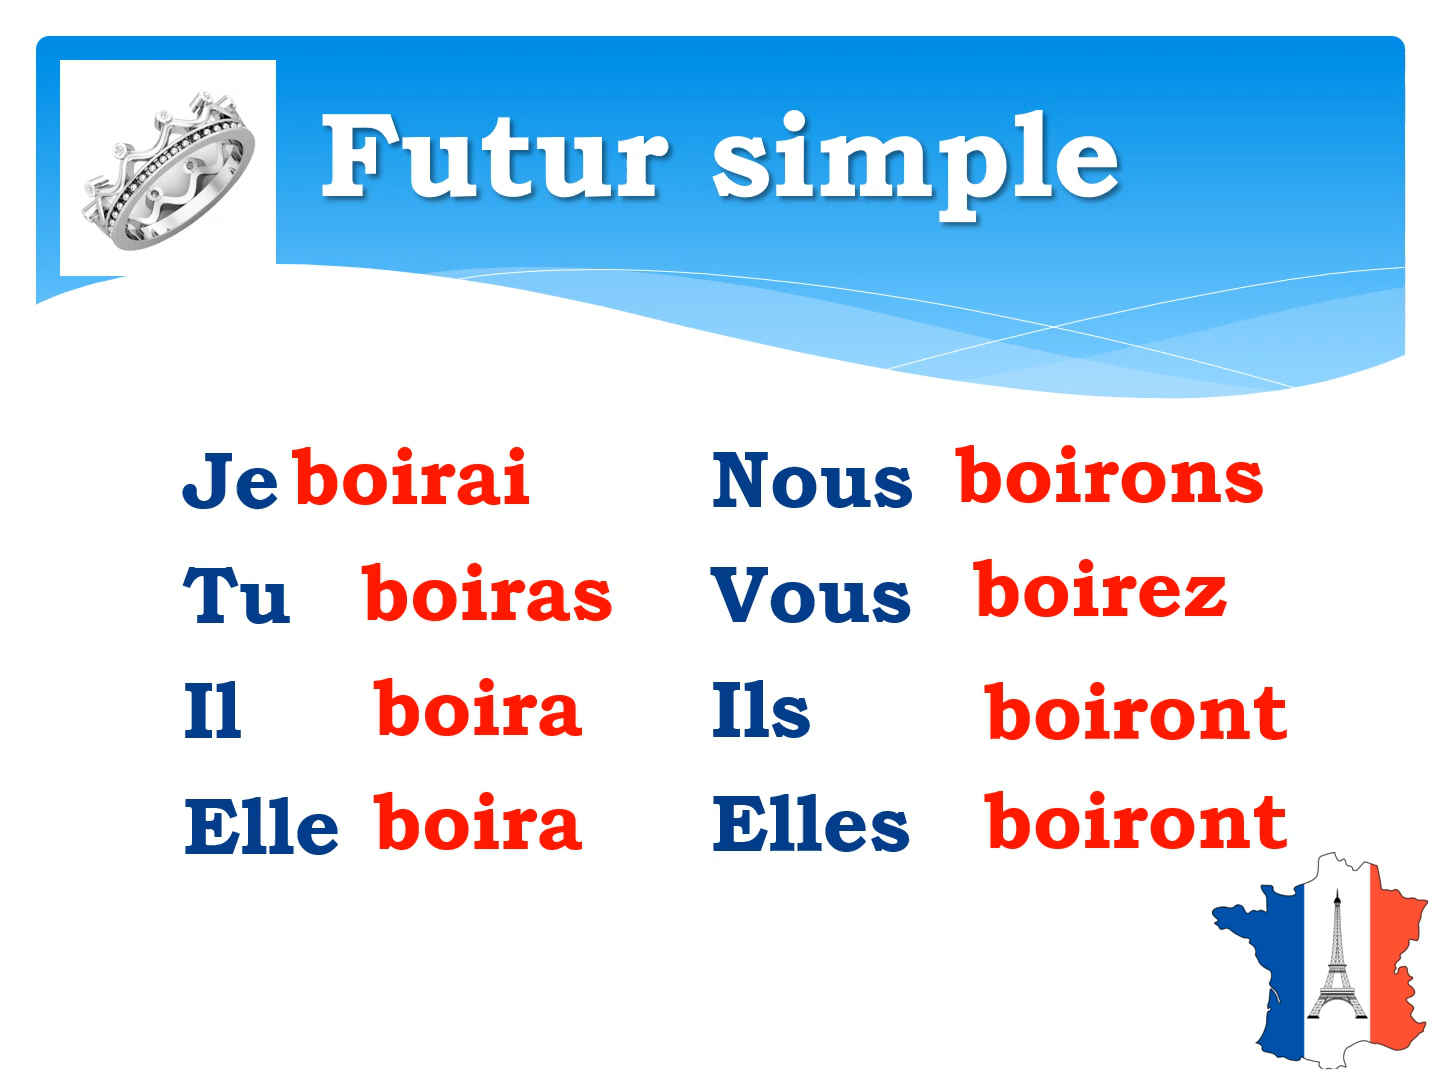 Futur simple
Je boirai
Tu boiras
Il boira
Elle boira
Nous boirons
Vous boirez
Ils boiront
Elles boiront